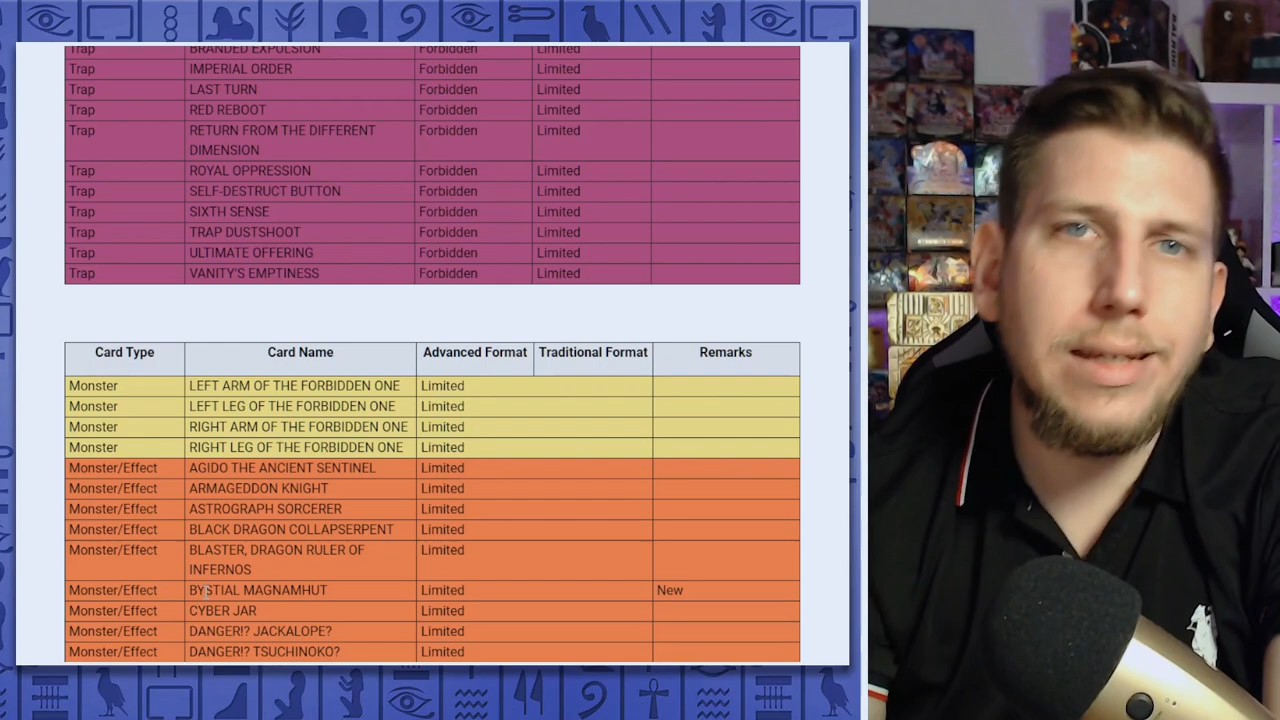 Trap BRANDED EXPULSION Forbidden Limited
Trap IMPERIAL ORDER Forbidden Limited
Trap LAST TURN Forbidden Limited
Trap RED REBOOT Forbidden Limited
Trap RETURN FROM THE DIFFERENT Forbidden Limited
DIMENSION
Trap ROYAL OPPRESSION Forbidden Limited
Trap SELF-DESTRUCT BUTTON Forbidden Limited
Trap SIXTH SENSE Forbidden Limited
Trap TRAP DUSTSHOOT Forbidden Limited
Trap ULTIMATE OFFERING Forbidden Limited
Trap VANITY'S EMPTINESS Forbidden Limited
Card Type Card Name Advanced Format Traditional Format Remarks
Monster LEFT ARM OF THE FORBIDDEN ONE Limited
Monster LEFT LEG OF THE FORBIDDEN ONE Limited
Monster RIGHT ARM OF THE FORBIDDEN ONE Limited
Monster RIGHT LEG OF THE FORBIDDEN ONE Limited
Monster/Effect AGIDO THE ANCIENT SENTINEL Limited
Monster/Effect ARMAGEDDON KNIGHT Limited
Monster/Effect ASTROGRAPH SORCERER Limited
Monster/Effect BLACK DRAGON COLLAPSERPENT Limited
Monster/Effect BLASTER, DRAGON RULER OF Limited
INFERNOS
Monster/Effect BYSTIAL MAGNAMHUT Limited New
Monster/Effect CYBER JAR Limited
Monster/Effect DANGER!? JACKALOPE? Limited
Monster/Effect DANGER!? TSUCHINOKO? Limited